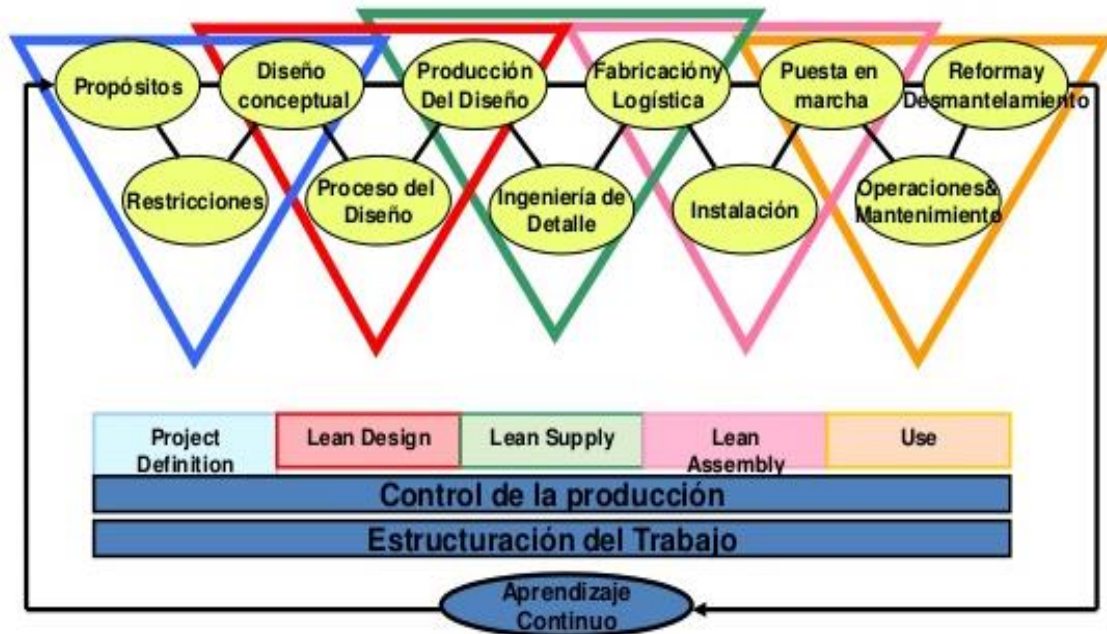 Propósitos
Diseño
conceptual
Producción
Del Diseño
Fabricacióny
Logística
Puesta en
marcha
Reformay
Desmantelamiento
Restricciones
Proceso del
Diseño
Ingeniería de
Detalle
Instalación
Operaciones&
Mantenimiento
Project
Definition
Lean Design
Lean Supply
Lean
Assembly
Use
Control de la producción
Estructuración del Trabajo
Aprendizaje
Continuo